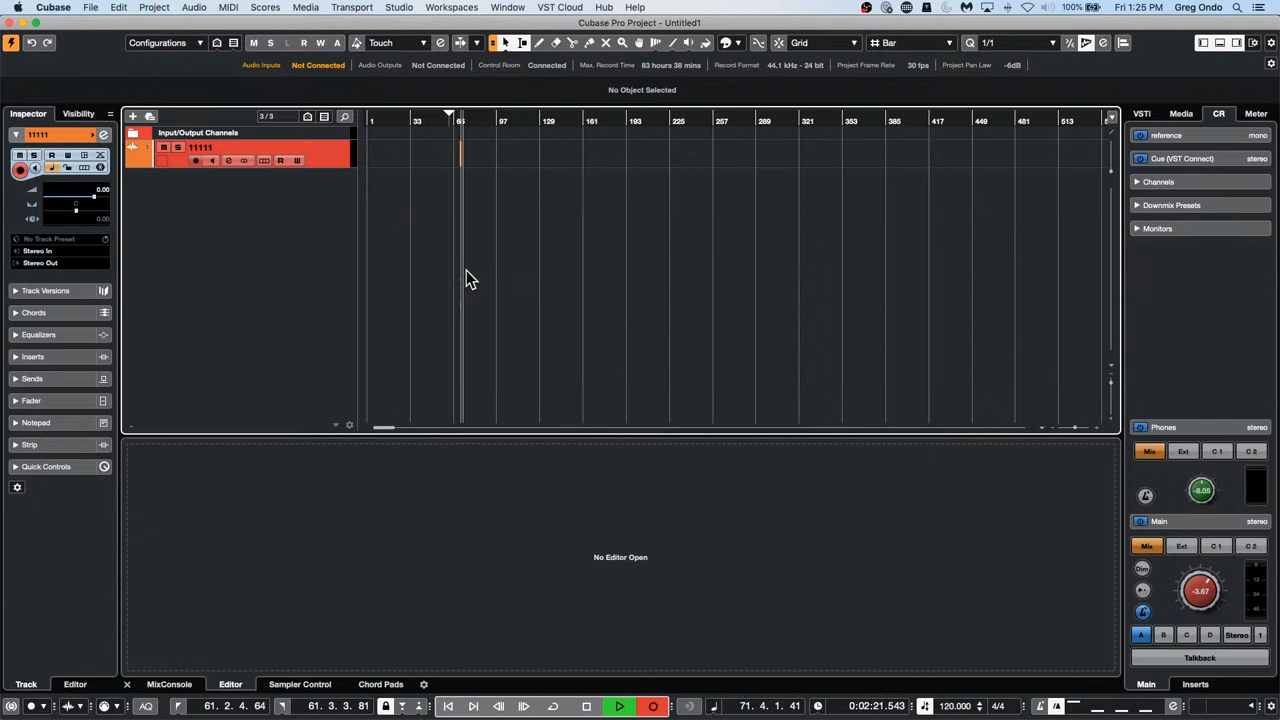 Cubase File Edit Project Audio MIDI Scores Media Transport Studio Workspaces Window VST Cloud Hub Help 100% Fri 1:25 PM Greg Ondo
Cubase Pro Project - Untitled1
Configurations M S L R W A Touch Grid Bar 1/1
Audio Inputs Not Connected Audio Outputs Not Connected Control Room Connected Max. Record Time 83 hours 38 mins Record Format 44.1 kHz - 24 bit Project Frame Rate 30 fps Project Pan Law -6dB
No Object Selected
Inspector Visibility
3/3
1 33 65 97 129 161 193 225 257 289 321 353 385 417 449 481 513
VSTi Media CR Meter
11111
Input/Output Channels
1 M S 11111
R W
M S R W
0.00
C
0.00
No Track Preset
Stereo In
Stereo Out
Track Versions
Chords
Equalizers
Inserts
Sends
Fader
Notepad
Strip
Quick Controls
reference mono
Cue (VST Connect) stereo
Channels
Downmix Presets
Monitors
Phones stereo
Mix Ext C 1 C 2
-8.05
Main stereo
Mix Ext C 1 C 2
Dim
-3.67
0
12
24
40
A B C D Stereo 1
Talkback
No Editor Open
Track Editor MixConsole Editor Sampler Control Chord Pads Main Inserts
AQ 61. 2. 4. 64 61. 3. 3. 81 71. 4. 1. 41 0:02:21.543 120.000 4/4